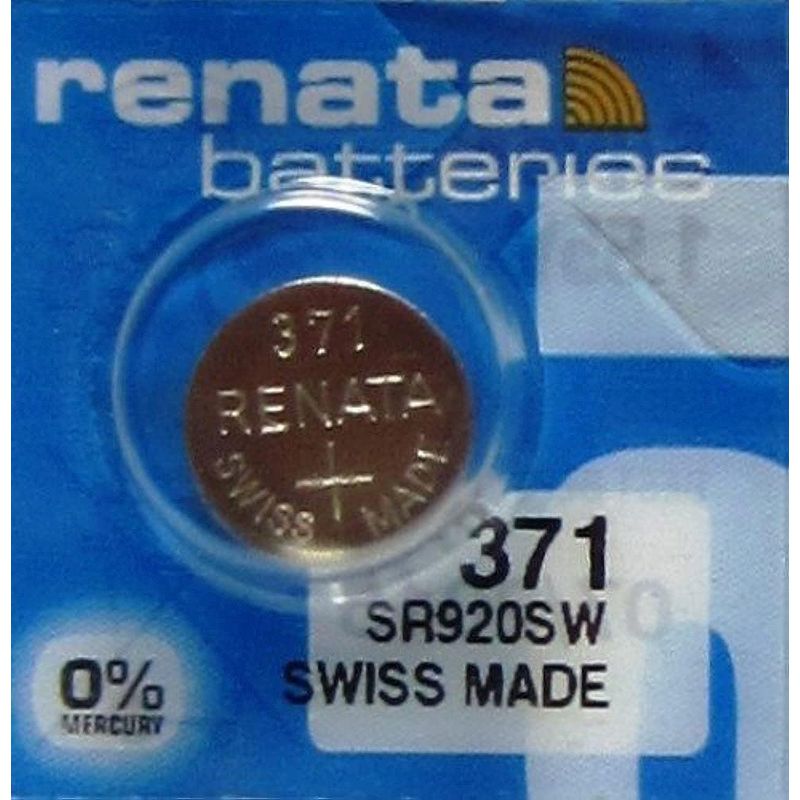 renata
batteries
371
RENATA
+
SWISS MADE
371
SR920SW
SWISS MADE
0%
MERCURY